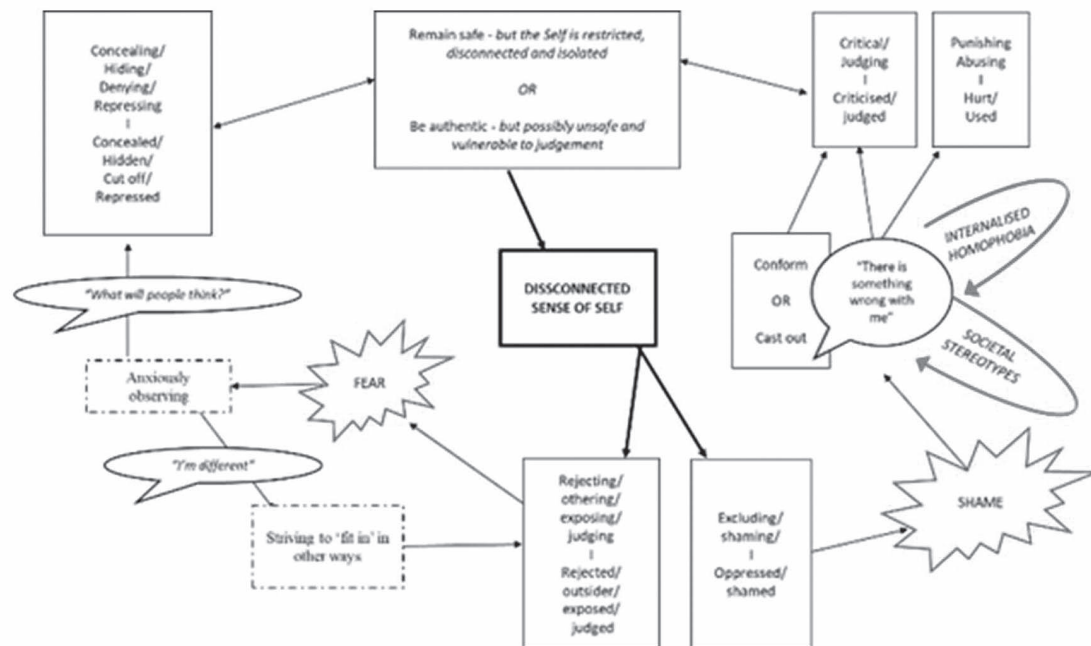 Concealing/
Hiding/
Denying/
Repressing
I
Concealed/
Hidden/
Cut off/
Repressed
Remain safe - but the Self is restricted,
disconnected and isolated
OR
Be authentic - but possibly unsafe and
vulnerable to judgement
Critical/
Judging
I
Criticised/
judged
Punishing
Abusing
I
Hurt/
Used
INTERNALISED
HOMOPHOBIA
Conform
OR
Cast out
"There is
something
wrong with
me"
SOCIETAL
STEREOTYPES
DISSCONNECTED
SENSE OF SELF
"What will people think?"
Anxiously
observing
FEAR
"I'm different"
Striving to 'fit in' in
other ways
Rejecting/
othering/
exposing/
judging
I
Rejected/
outsider/
exposed/
judged
Excluding/
shaming/
I
Oppressed/
shamed
SHAME